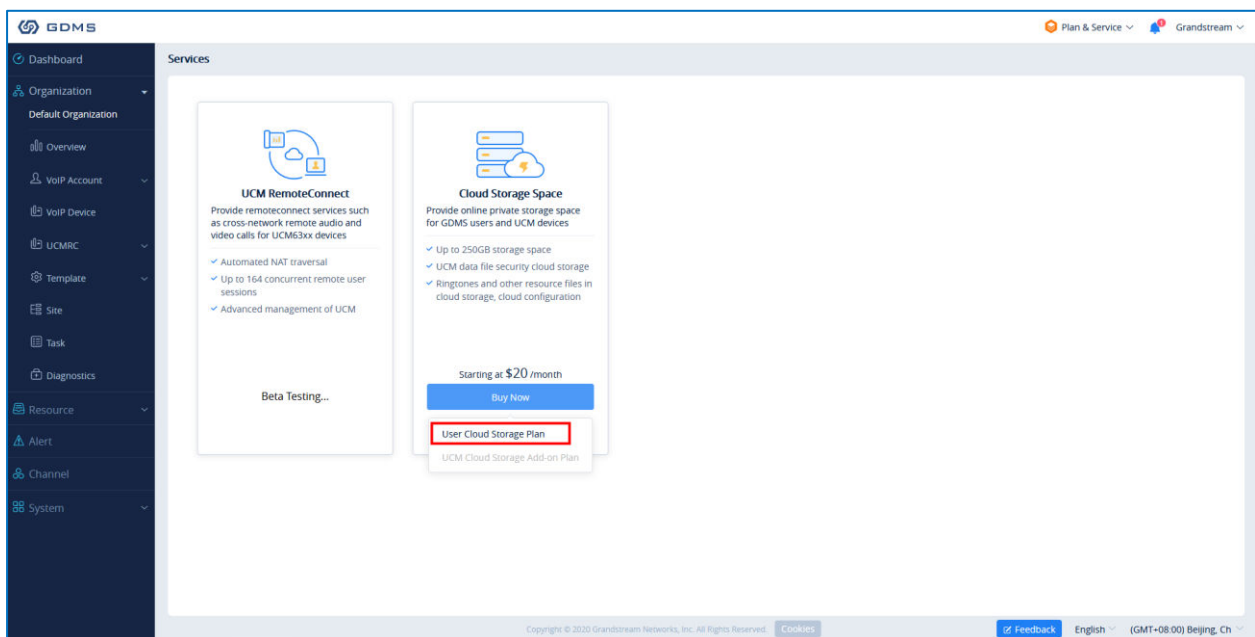 GDMS
Plan & Service
Grandstream
Dashboard
Organization
Default Organization
Overview
VoIP Account
VoIP Device
UCMRC
Template
Site
Task
Diagnostics
Resource
Alert
Channel
System
Services
UCM RemoteConnect
Provide remoteconnect services such
as cross-network remote audio and
video calls for UCM63xx devices
Automated NAT traversal
Up to 164 concurrent remote user
sessions
Advanced management of UCM
Beta Testing...
Cloud Storage Space
Provide online private storage space
for GDMS users and UCM devices
Up to 250GB storage space
UCM data file security cloud storage
Ringtones and other resource files in
cloud storage, cloud configuration
Starting at $20 /month
Buy Now
User Cloud Storage Plan
UCM Cloud Storage Add-on Plan
Copyright © 2020 Grandstream Networks, Inc. All Rights Reserved. Cookies
Feedback
English
(GMT+08:00) Beijing, Ch